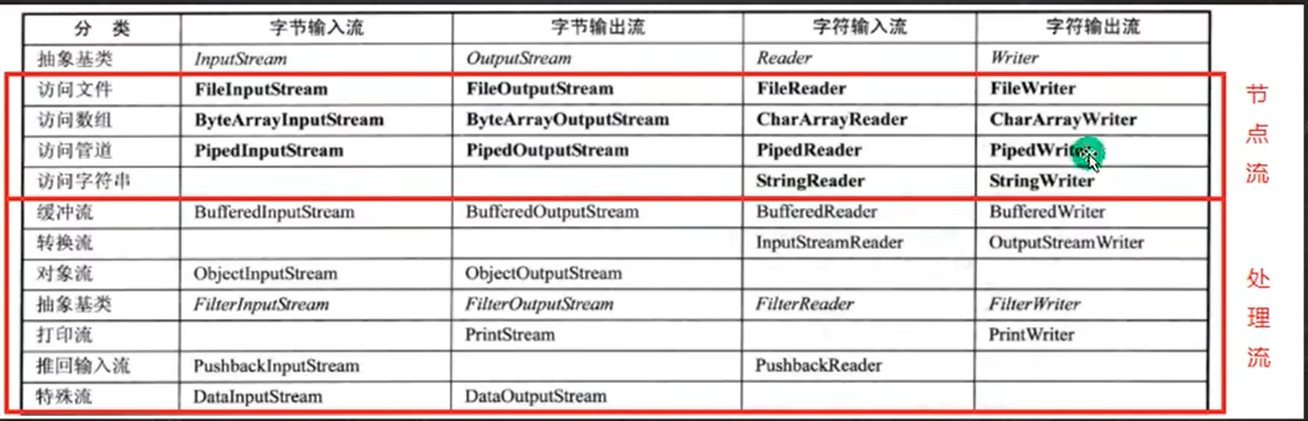 分 类 字节输入流 字节输出流 字符输入流 字符输出流
抽象基类 InputStream OutputStream Reader Writer
访问文件 FileInputStream FileOutputStream FileReader FileWriter
访问数组 ByteArrayInputStream ByteArrayOutputStream CharArrayReader CharArrayWriter
访问管道 PipedInputStream PipedOutputStream PipedReader PipedWriter
访问字符串 StringReader StringWriter
缓冲流 BufferedInputStream BufferedOutputStream BufferedReader BufferedWriter
转换流 InputStreamReader OutputStreamWriter
对象流 ObjectInputStream ObjectOutputStream
抽象基类 FilterInputStream FilterOutputStream FilterReader FilterWriter
打印流 PrintStream PrintWriter
推回输入流 PushbackInputStream PushbackReader
特殊流 DataInputStream DataOutputStream
节点流
处理流